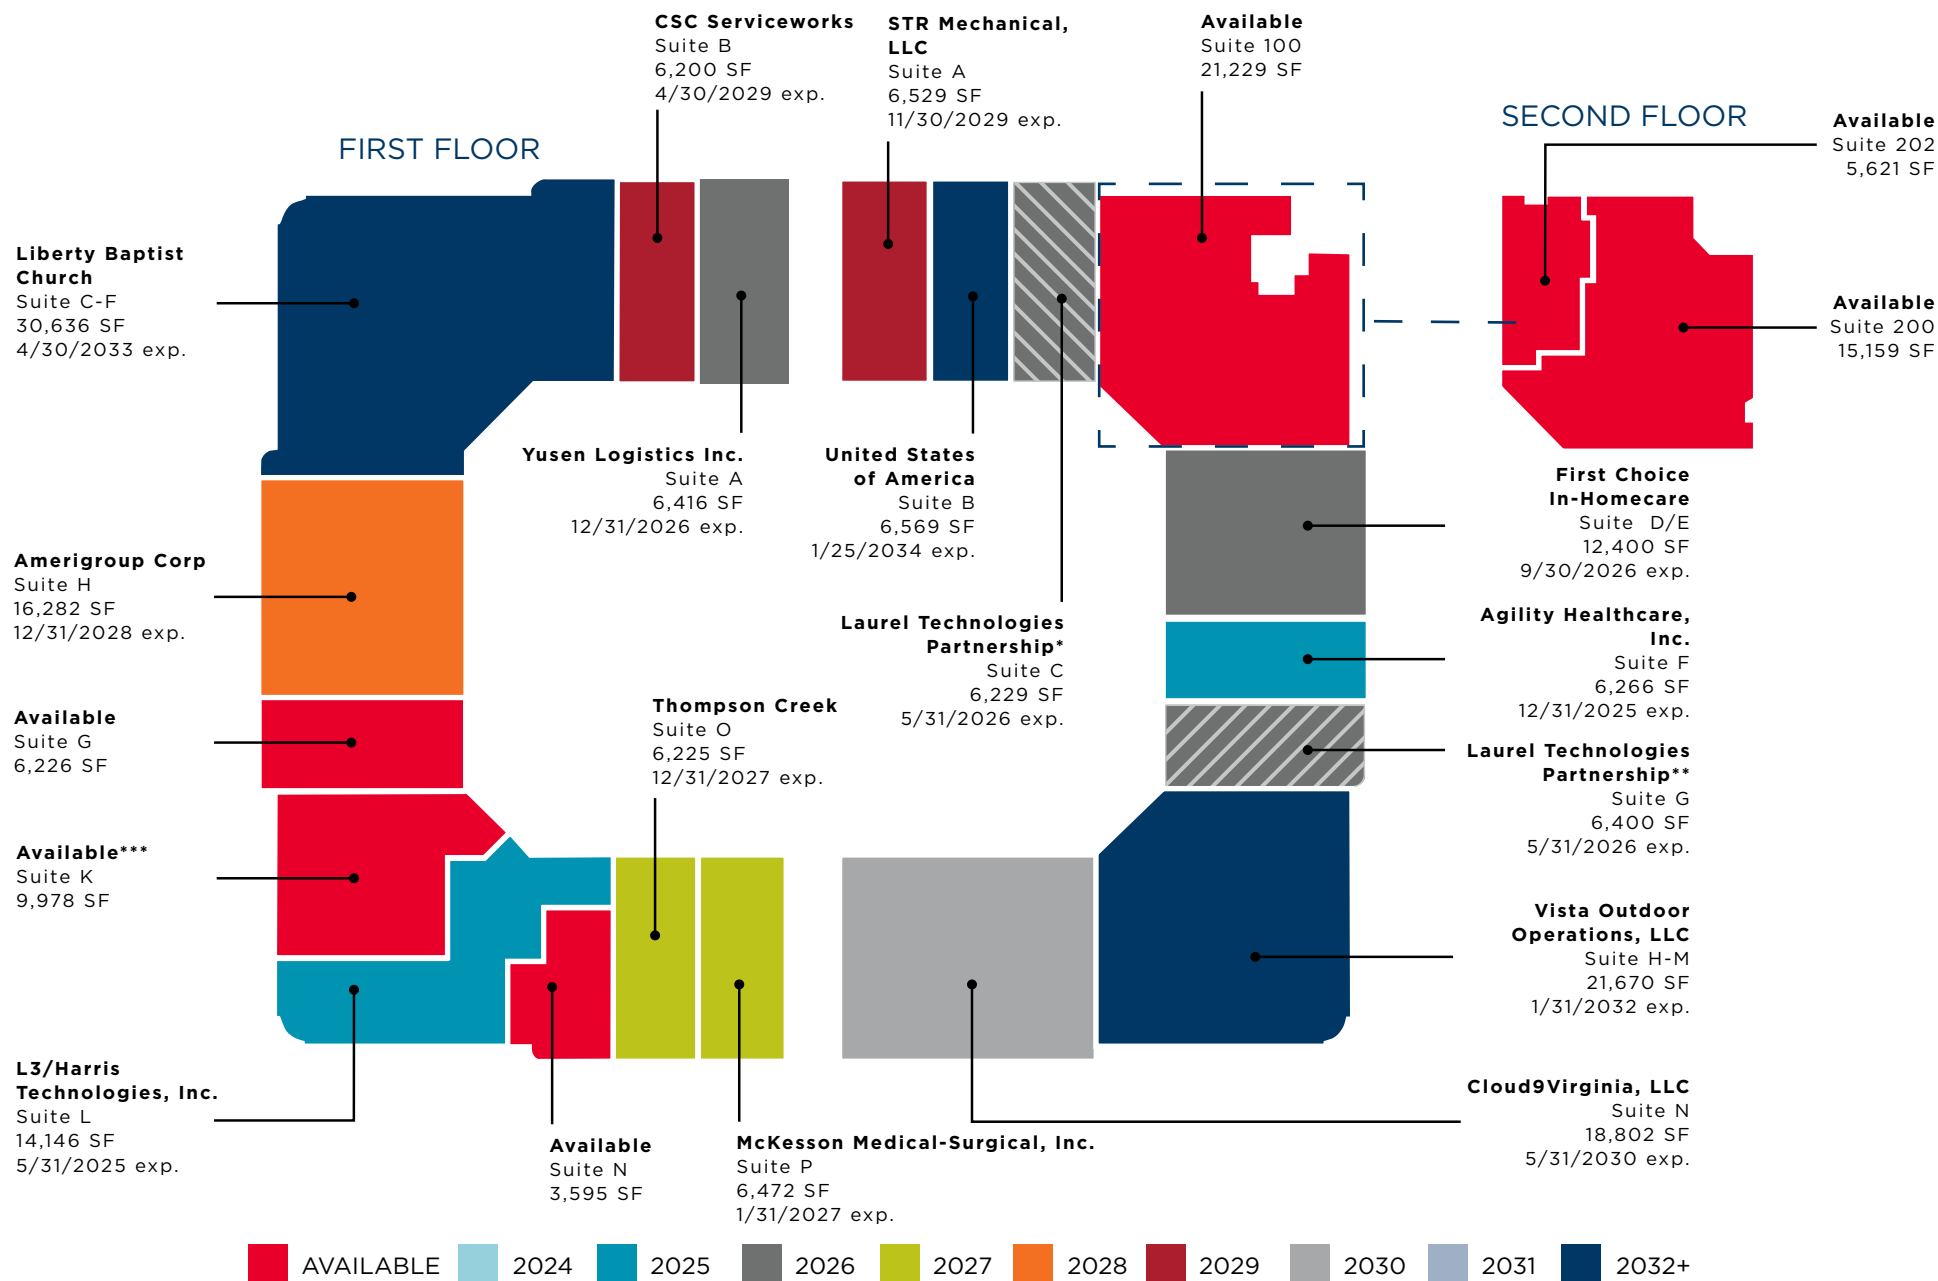 CSC Serviceworks
Suite B
6,200 SF
4/30/2029 exp.
STR Mechanical,
LLC
Suite A
6,529 SF
11/30/2029 exp.
Available
Suite 100
21,229 SF
FIRST FLOOR
SECOND FLOOR
Available
Suite 202
5,621 SF
Liberty Baptist
Church
Suite C-F
30,636 SF
4/30/2033 exp.
Available
Suite 200
15,159 SF
Yusen Logistics Inc.
Suite A
6,416 SF
12/31/2026 exp.
United States
of America
Suite B
6,569 SF
1/25/2034 exp.
First Choice
In-Homecare
Suite D/E
12,400 SF
9/30/2026 exp.
Amerigroup Corp
Suite H
16,282 SF
12/31/2028 exp.
Laurel Technologies
Partnership*
Suite C
6,229 SF
5/31/2026 exp.
Agility Healthcare,
Inc.
Suite F
6,266 SF
12/31/2025 exp.
Available
Suite G
6,226 SF
Thompson Creek
Suite O
6,225 SF
12/31/2027 exp.
Laurel Technologies
Partnership**
Suite G
6,400 SF
5/31/2026 exp.
Available***
Suite K
9,978 SF
Vista Outdoor
Operations, LLC
Suite H-M
21,670 SF
1/31/2032 exp.
L3/Harris
Technologies, Inc.
Suite L
14,146 SF
5/31/2025 exp.
Available
Suite N
3,595 SF
McKesson Medical-Surgical, Inc.
Suite P
6,472 SF
1/31/2027 exp.
Cloud9Virginia, LLC
Suite N
18,802 SF
5/31/2030 exp.
AVAILABLE 2024 2025 2026 2027 2028 2029 2030 2031 2032+